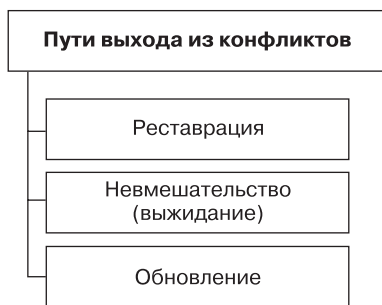 Пути выхода из конфликтов
Реставрация
Невмешательство
(выжидание)
Обновление